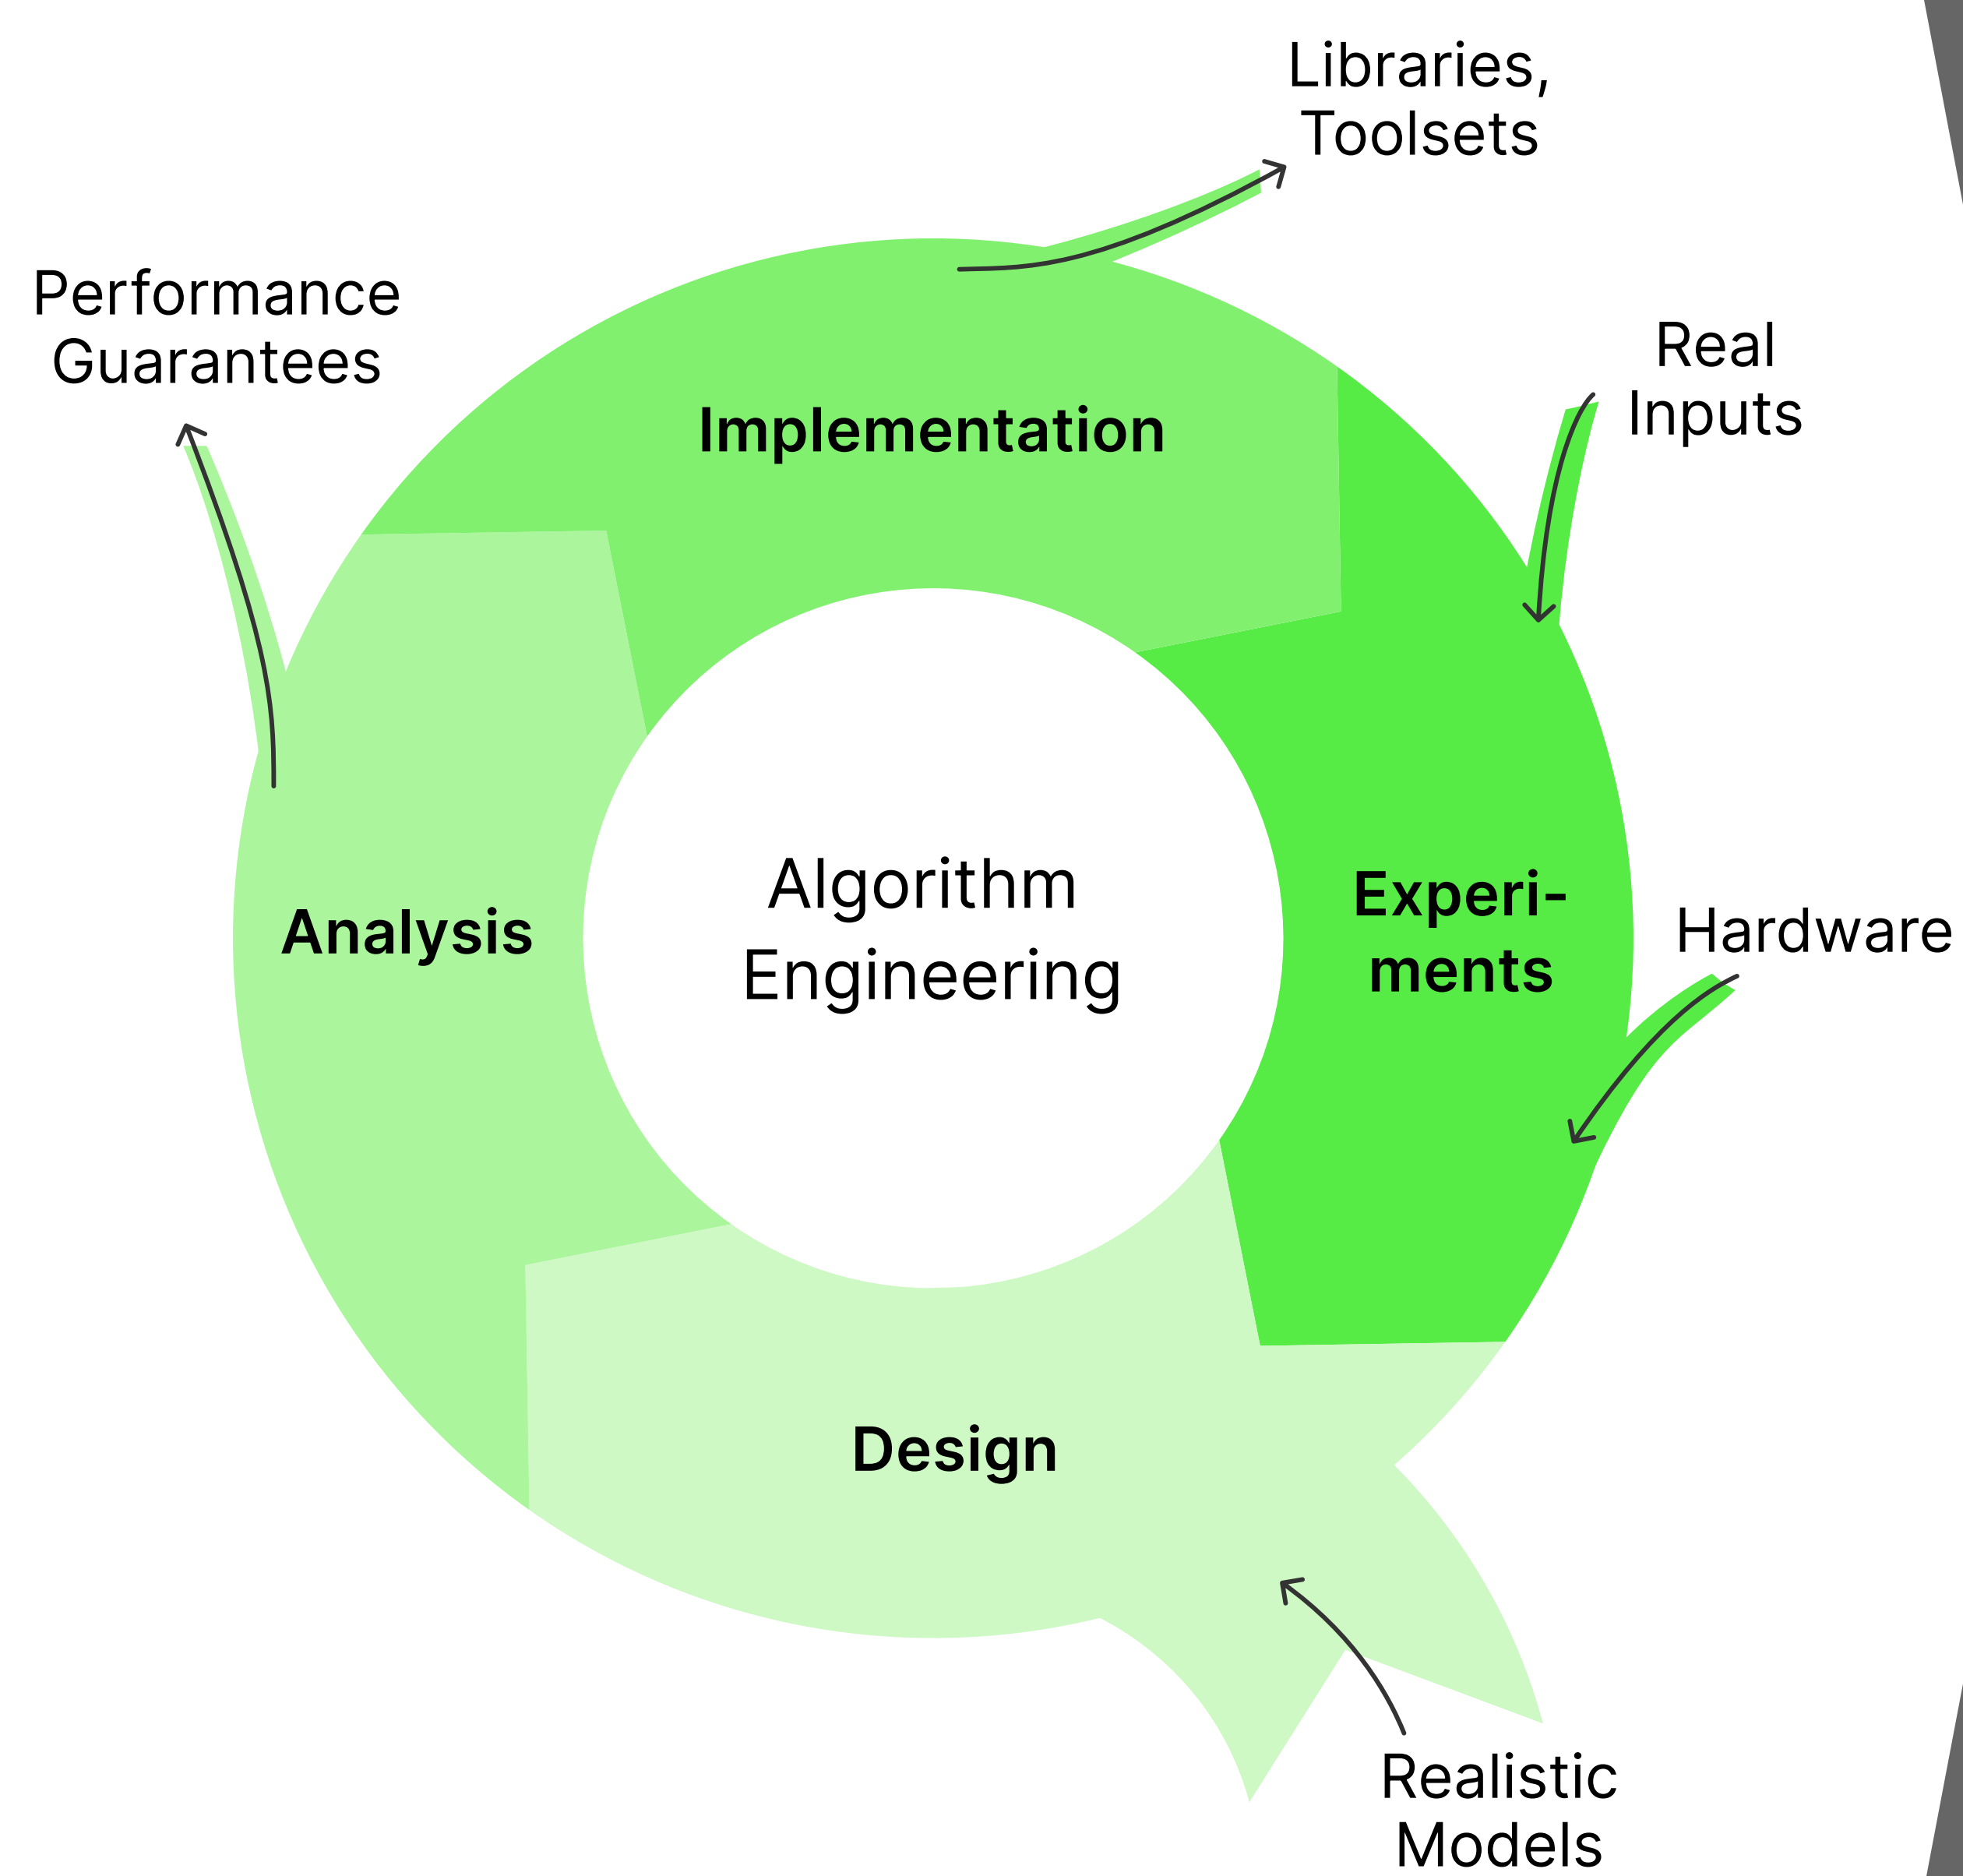 Libraries,
Toolsets
Performance
Guarantees
Real
Inputs
Implementation
Algorithm
Engineering
Analysis
Experi-
ments
Hardware
Design
Realistic
Models